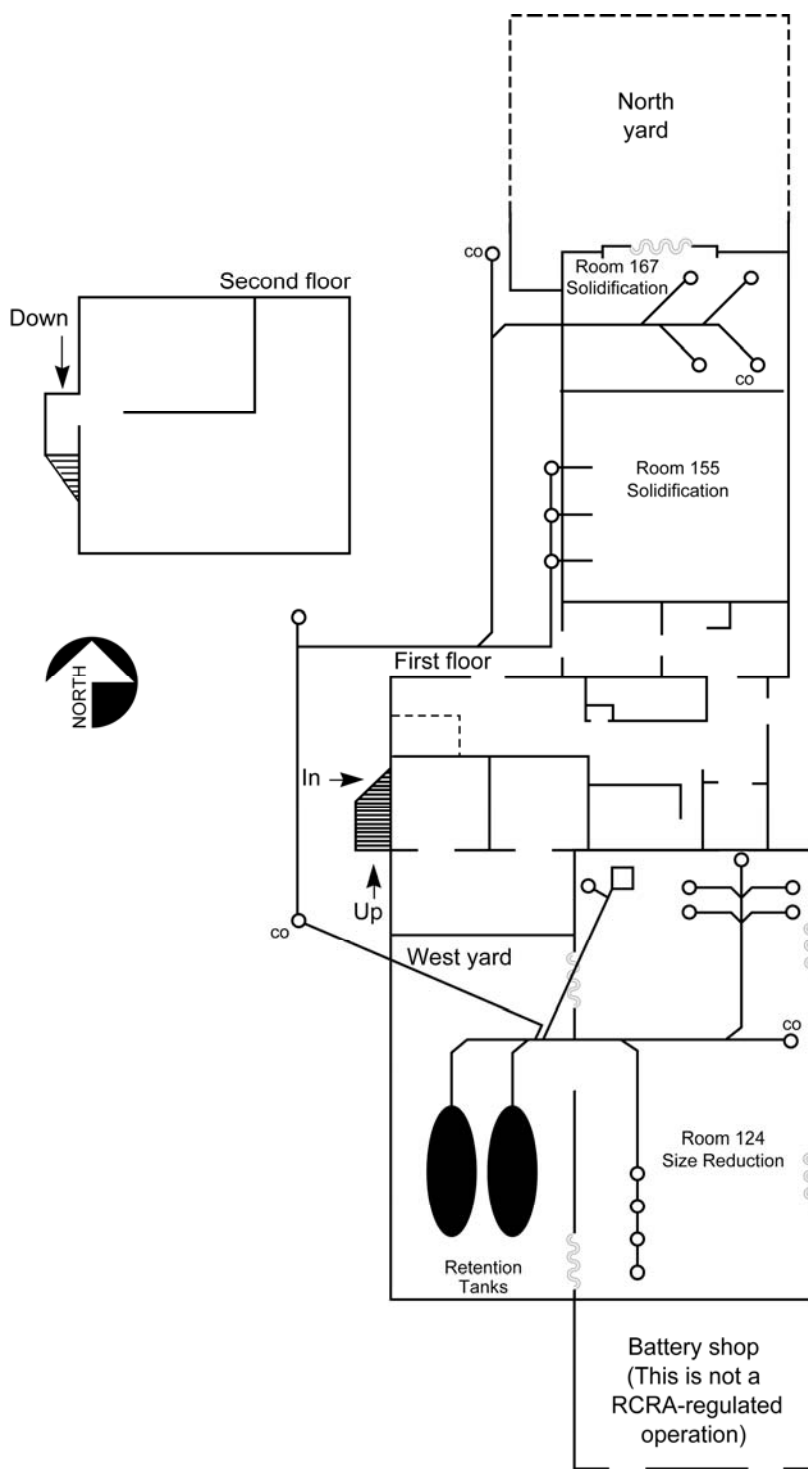 North
yard
co
Room 167
Solidification
Second floor
Down
co
Room 155
Solidification
First floor
NORTH
In
Up
co
West yard
co
Room 124
Size Reduction
Retention
Tanks
Battery shop
(This is not a
RCRA-regulated
operation)